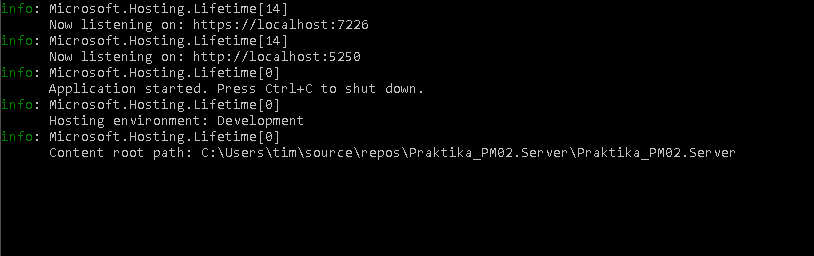 info: Microsoft.Hosting.Lifetime[14]
Now listening on: https://localhost:7226
info: Microsoft.Hosting.Lifetime[14]
Now listening on: http://localhost:5250
info: Microsoft.Hosting.Lifetime[0]
Application started. Press Ctrl+C to shut down.
info: Microsoft.Hosting.Lifetime[0]
Hosting environment: Development
info: Microsoft.Hosting.Lifetime[0]
Content root path: C:\Users\tim\source\repos\Praktika_PM02.Server\Praktika_PM02.Server